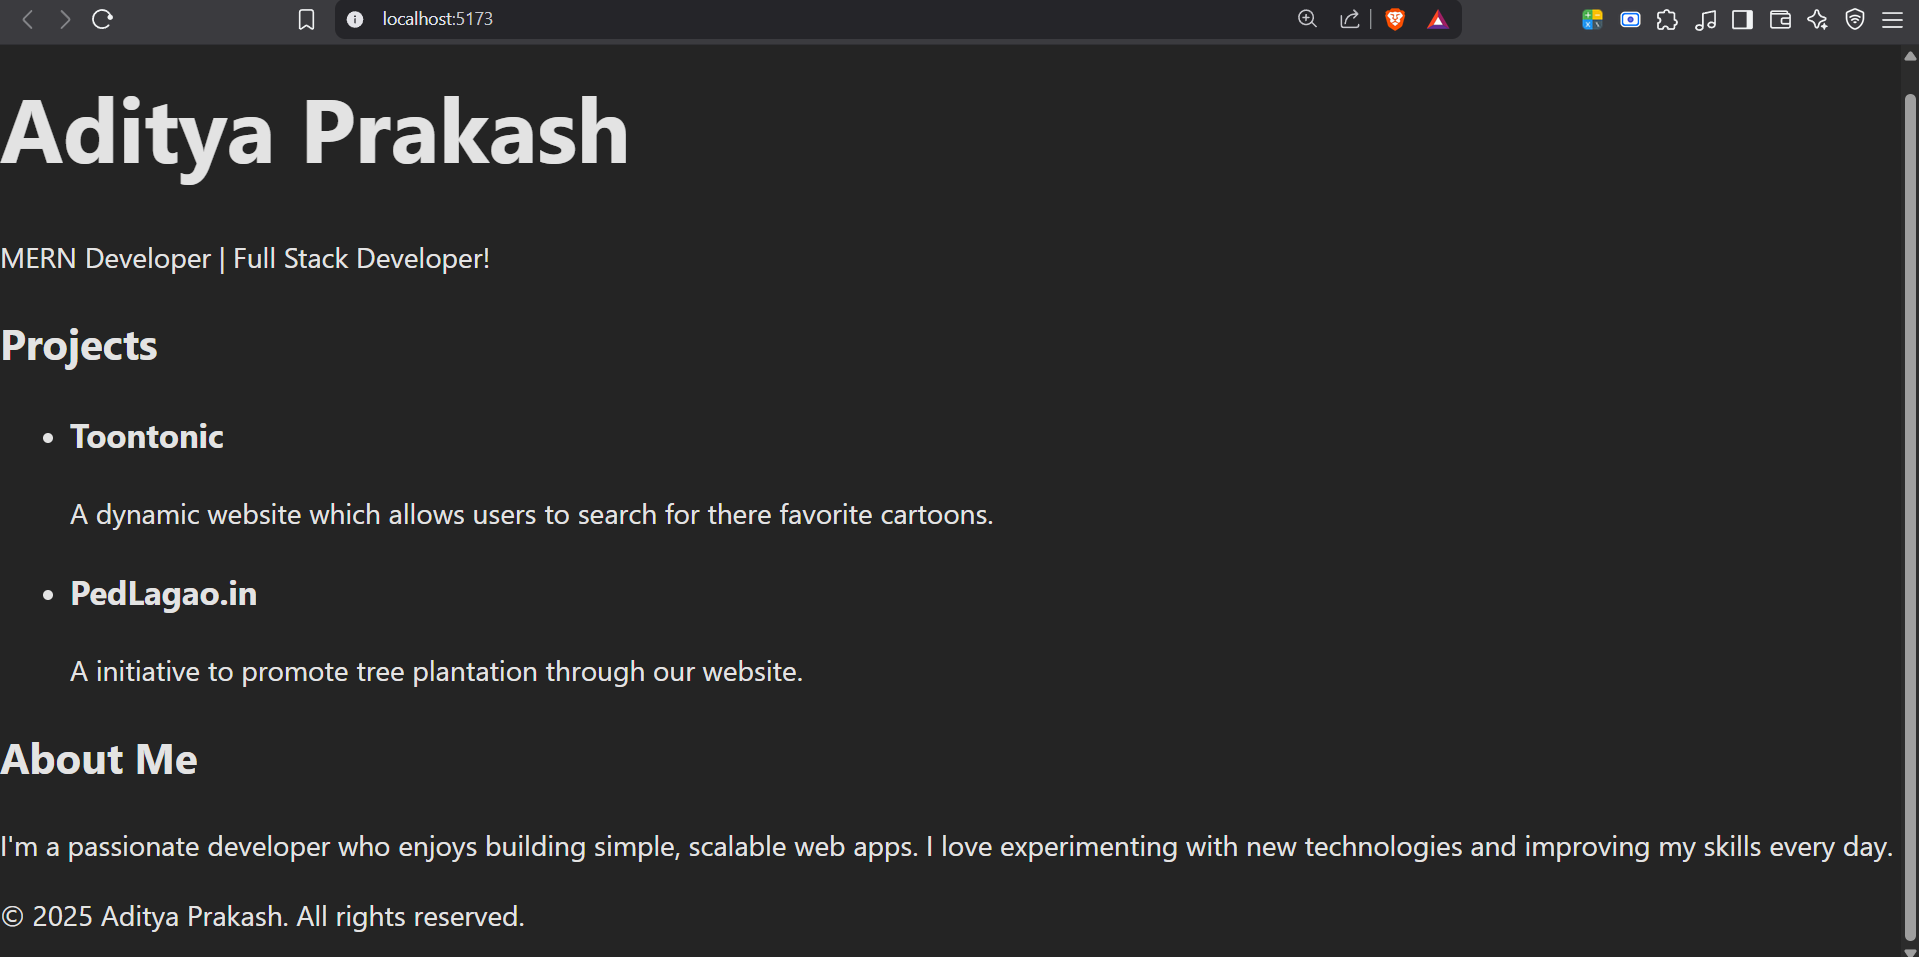 localhost:5173
Aditya Prakash
MERN Developer | Full Stack Developer!
Projects
• Toontonic
A dynamic website which allows users to search for there favorite cartoons.
• PedLagao.in
A initiative to promote tree plantation through our website.
About Me
I'm a passionate developer who enjoys building simple, scalable web apps. I love experimenting with new technologies and improving my skills every day.
© 2025 Aditya Prakash. All rights reserved.